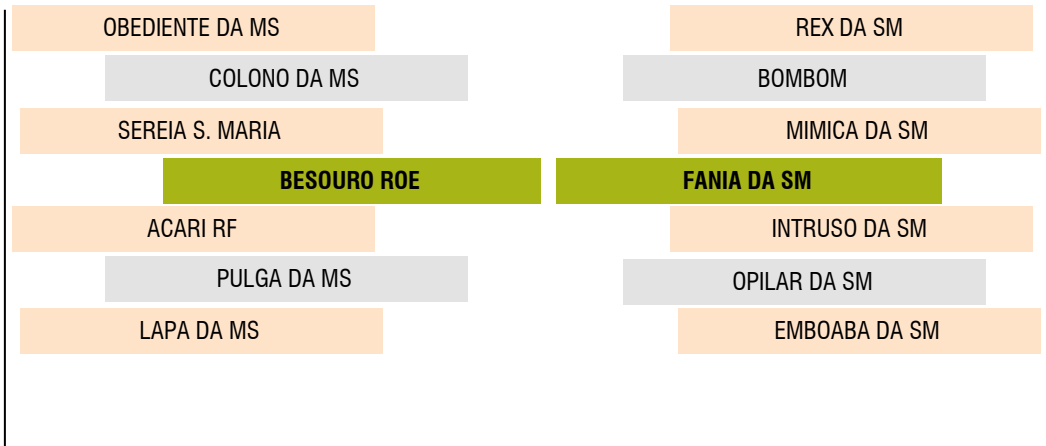 OBEDIENTE DA MS
REX DA SM
COLONO DA MS
BOMBOM
SEREIA S. MARIA
MIMICA DA SM
BESOURO ROE
FANIA DA SM
ACARI RF
INTRUSO DA SM
PULGA DA MS
OPILAR DA SM
LAPA DA MS
EMBOABA DA SM